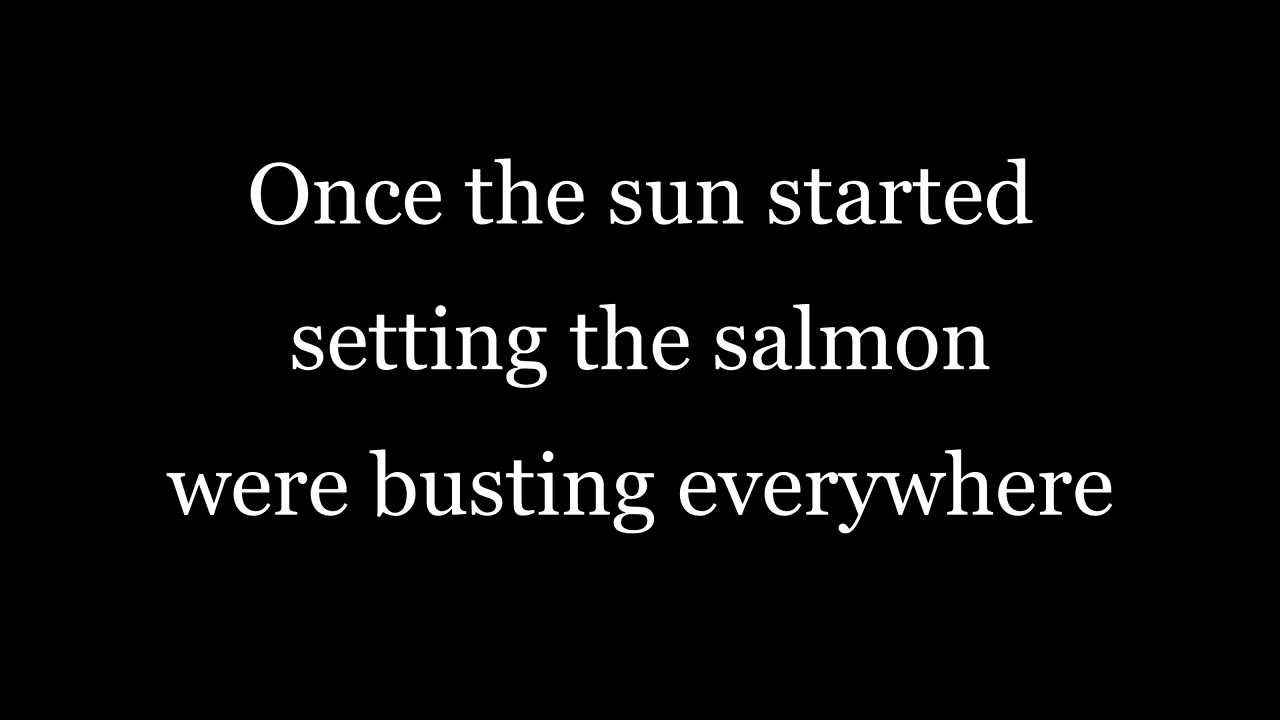 Once the sun started
setting the salmon
were busting everywhere